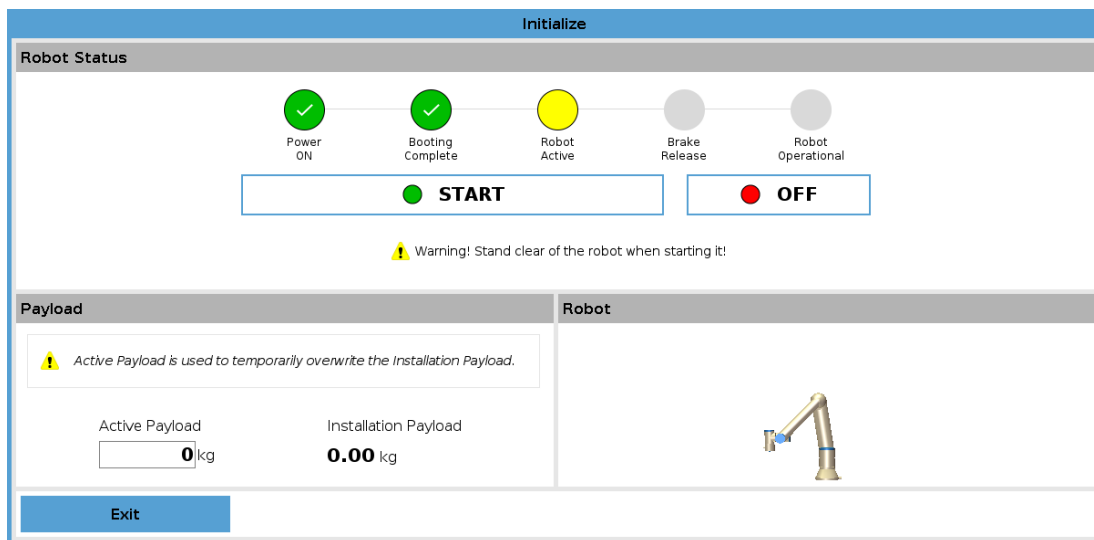 Initialize
Robot Status
Power
ON
Booting
Complete
Robot
Active
Brake
Release
Robot
Operational
START
OFF
Warning! Stand clear of the robot when starting it!
Payload
Active Payload is used to temporarily overwrite the Installation Payload.
Active Payload
0 kg
Installation Payload
0.00 kg
Robot
Exit